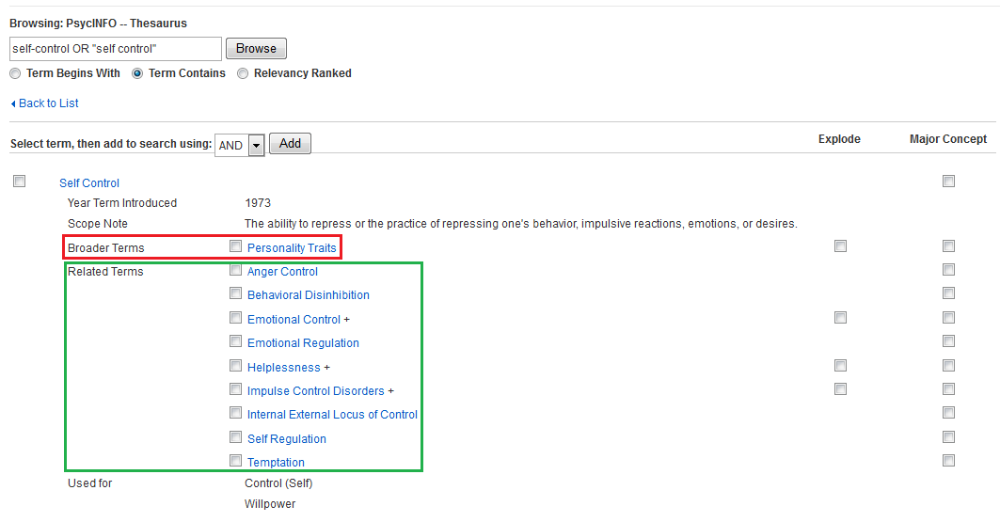 Browsing: PsycINFO -- Thesaurus
self-control OR "self control" Browse
Term Begins With Term Contains Relevancy Ranked
Back to List
Select term, then add to search using: AND Add Explode Major Concept
Self Control
Year Term Introduced 1973
Scope Note The ability to repress or the practice of repressing one's behavior, impulsive reactions, emotions, or desires.
Broader Terms Personality Traits
Related Terms Anger Control
Behavioral Disinhibition
Emotional Control +
Emotional Regulation
Helplessness +
Impulse Control Disorders +
Internal External Locus of Control
Self Regulation
Temptation
Used for Control (Self)
Willpower